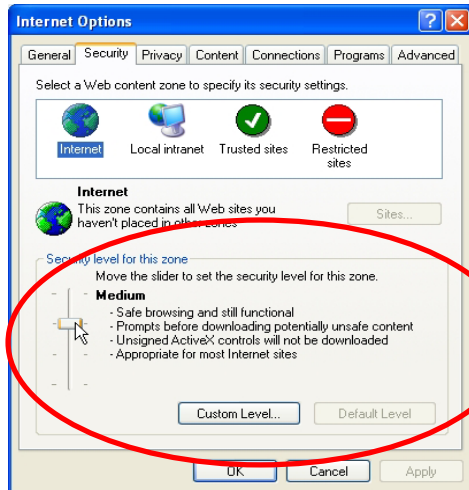 Internet Options
General Security Privacy Content Connections Programs Advanced
Select a Web content zone to specify its security settings.
Internet Local intranet Trusted sites Restricted
sites
Internet
This zone contains all Web sites you
haven't placed in other zones
Sites...
Security level for this zone
Move the slider to set the security level for this zone.
Medium
- Safe browsing and still functional
- Prompts before downloading potentially unsafe content
- Unsigned ActiveX controls will not be downloaded
- Appropriate for most Internet sites
Custom Level... Default Level
OK Cancel Apply